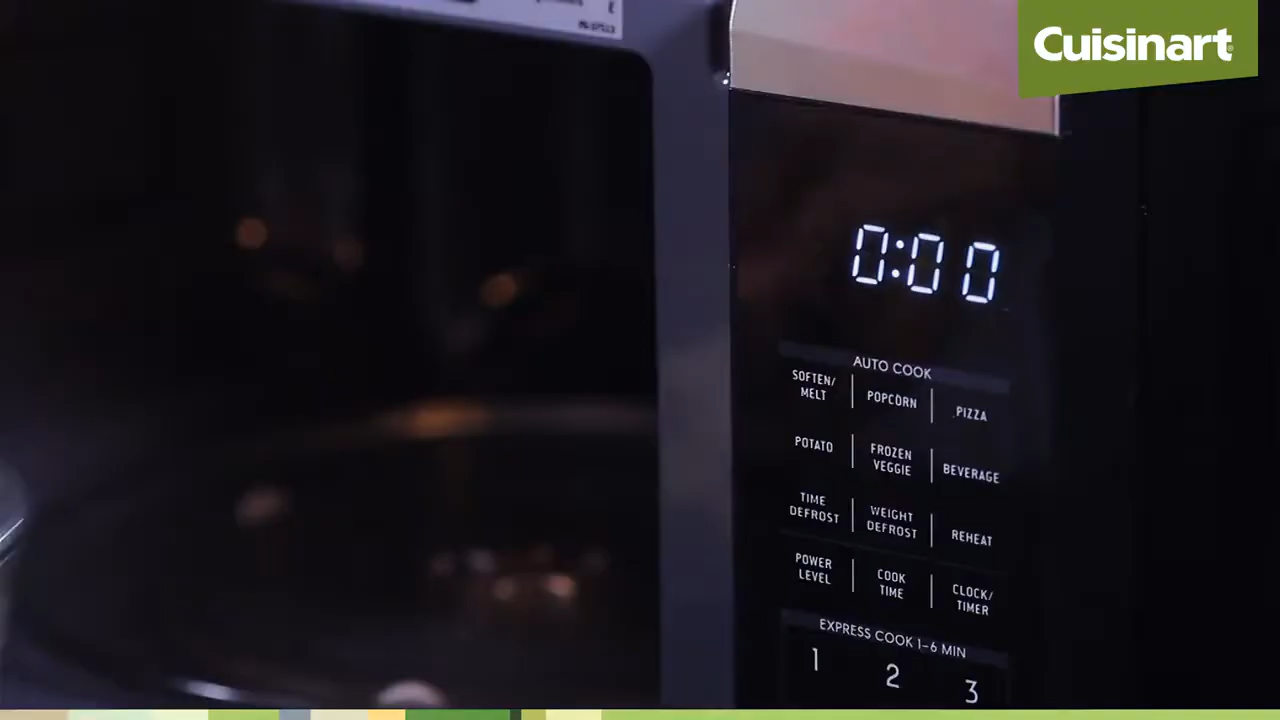 Cuisinart
0:00
AUTO COOK
SOFTEN/
MELT
POPCORN
PIZZA
POTATO
FROZEN
VEGGIE
BEVERAGE
TIME
DEFROST
WEIGHT
DEFROST
REHEAT
POWER
LEVEL
COOK
TIME
CLOCK/
TIMER
EXPRESS COOK 1-6 MIN
1
2
3